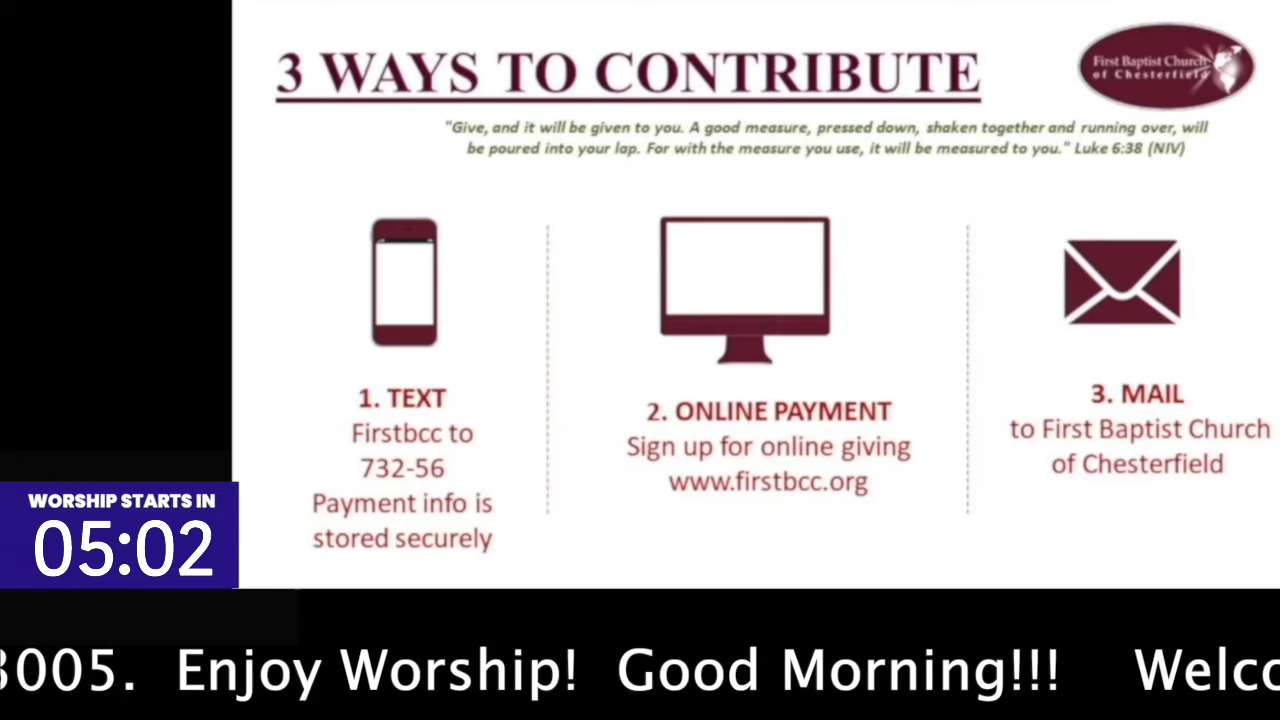 3 WAYS TO CONTRIBUTE
First Baptist Church
of Chesterfield
"Give, and it will be given to you. A good measure, pressed down, shaken together and running over, will
be poured into your lap. For with the measure you use, it will be measured to you." Luke 6:38 (NIV)
1. TEXT
Firstbcc to
732-56
Payment info is
stored securely
2. ONLINE PAYMENT
Sign up for online giving
www.firstbcc.org
3. MAIL
to First Baptist Church
of Chesterfield
WORSHIP STARTS IN
05:02
3005. Enjoy Worship! Good Morning!!! Welco